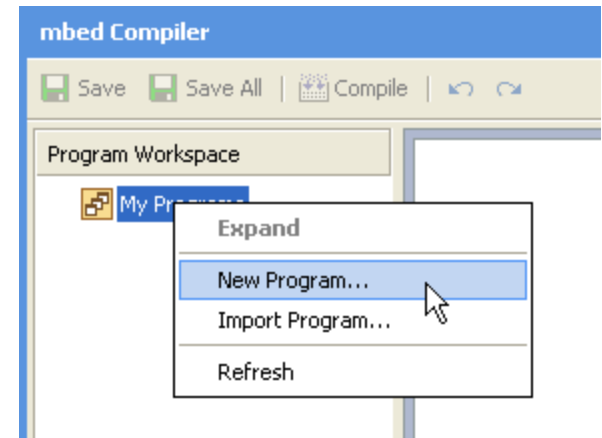 mbed Compiler
Save Save All | Compile
Program Workspace
My Programs
Expand
New Program...
Import Program...
Refresh